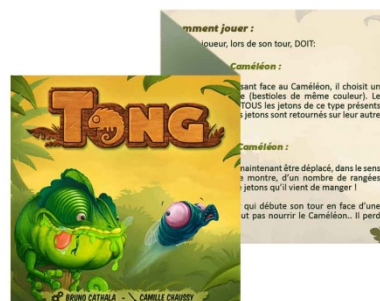 omment jouer :
joueur, lors de son tour, DOIT:
Caméléon :
sant face au Caméléon, il choisit un
e (bestioles de même couleur). Le
TOUS les jetons de ce type présents
s jetons sont retournés sur leur autre
Caméléon :
maintenant être déplacé, dans le sens
e montre, d'un nombre de rangées
jetons qu'il vient de manger !
qui débute son tour en face d'une
ut pas nourrir le Caméléon.. Il perd
TONG
BRUNO CATHALA - CAMILLE CHAUSSY